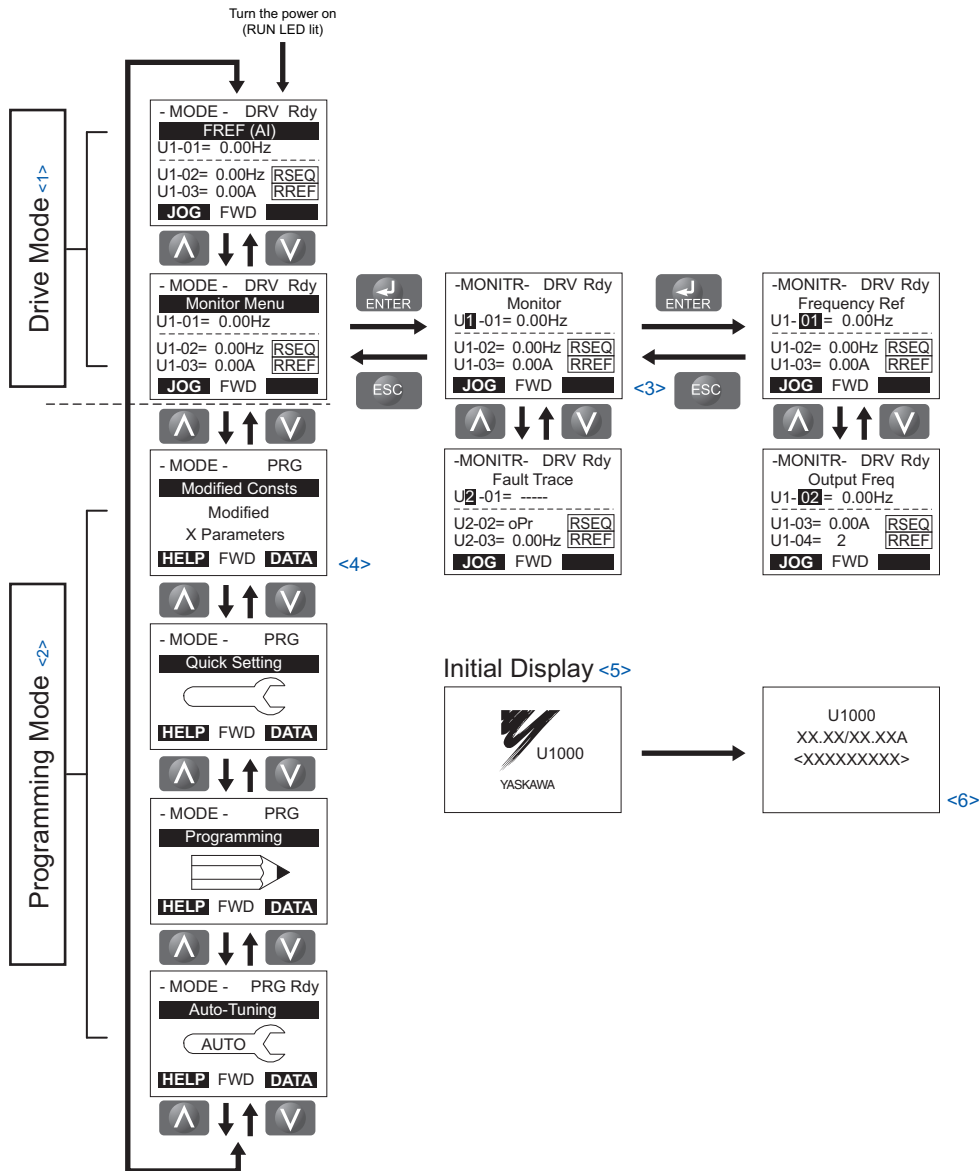 Turn the power on
(RUN LED lit)
Drive Mode <1>
- MODE - DRV Rdy
FREF (AI)
U1-01= 0.00Hz
U1-02= 0.00Hz RSEQ
U1-03= 0.00A RREF
JOG FWD
- MODE - DRV Rdy
Monitor Menu
U1-01= 0.00Hz
U1-02= 0.00Hz RSEQ
U1-03= 0.00A RREF
JOG FWD
ENTER
ESC
-MONITR- DRV Rdy
Monitor
U1 -01= 0.00Hz
U1-02= 0.00Hz RSEQ
U1-03= 0.00A RREF
JOG FWD
<3>
ENTER
ESC
-MONITR- DRV Rdy
Frequency Ref
U1- 01 = 0.00Hz
U1-02= 0.00Hz RSEQ
U1-03= 0.00A RREF
JOG FWD
-MONITR- DRV Rdy
Fault Trace
U2 -01= -----
U2-02= oPr RSEQ
U2-03= 0.00Hz RREF
JOG FWD
-MONITR- DRV Rdy
Output Freq
U1- 02 = 0.00Hz
U1-03= 0.00A RSEQ
U1-04= 2 RREF
JOG FWD
Programming Mode <2>
- MODE - PRG
Modified Consts
Modified
X Parameters
HELP FWD DATA
<4>
- MODE - PRG
Quick Setting
HELP FWD DATA
- MODE - PRG
Programming
HELP FWD DATA
- MODE - PRG Rdy
Auto-Tuning
AUTO
HELP FWD DATA
Initial Display <5>
U1000
YASKAWA
U1000
XX.XX/XX.XXA
<XXXXXXXXX>
<6>